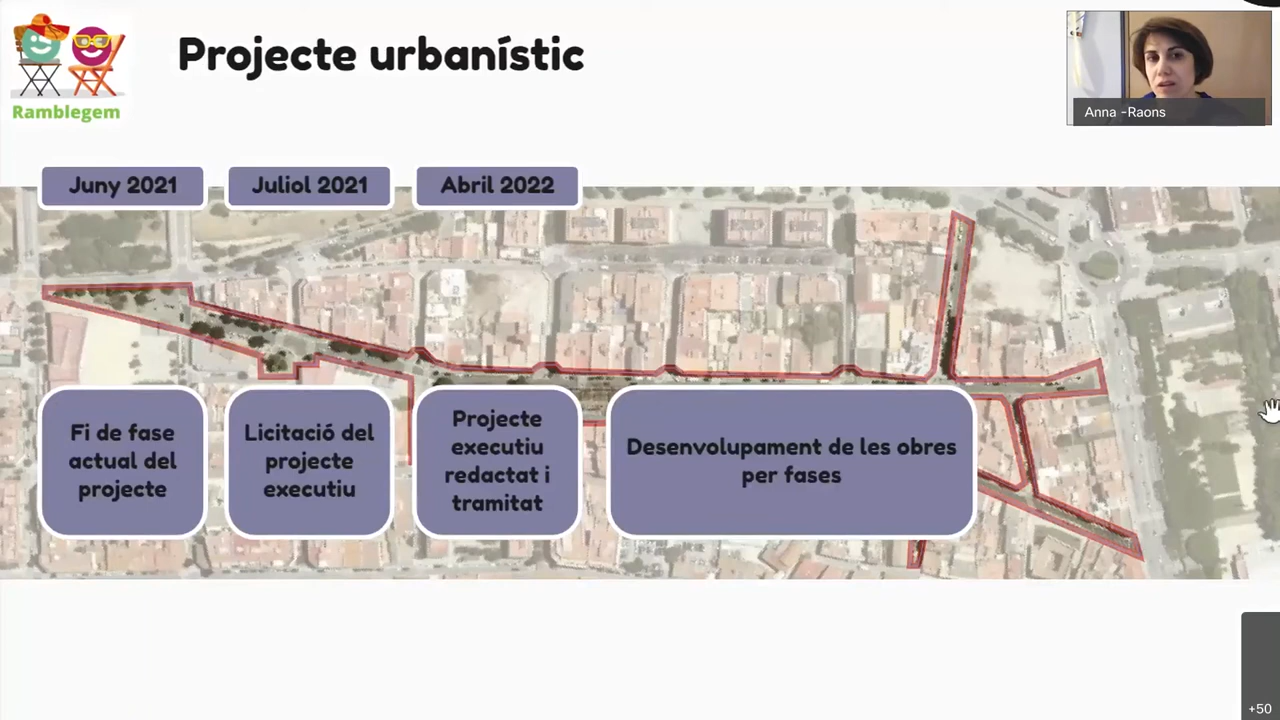 Projecte urbanístic
Ramblegem
Anna -Raons
Juny 2021
Juliol 2021
Abril 2022
Fi de fase
actual del
projecte
Licitació del
projecte
executiu
Projecte
executiu
redactat i
tramitat
Desenvolupament de les obres
per fases
+50